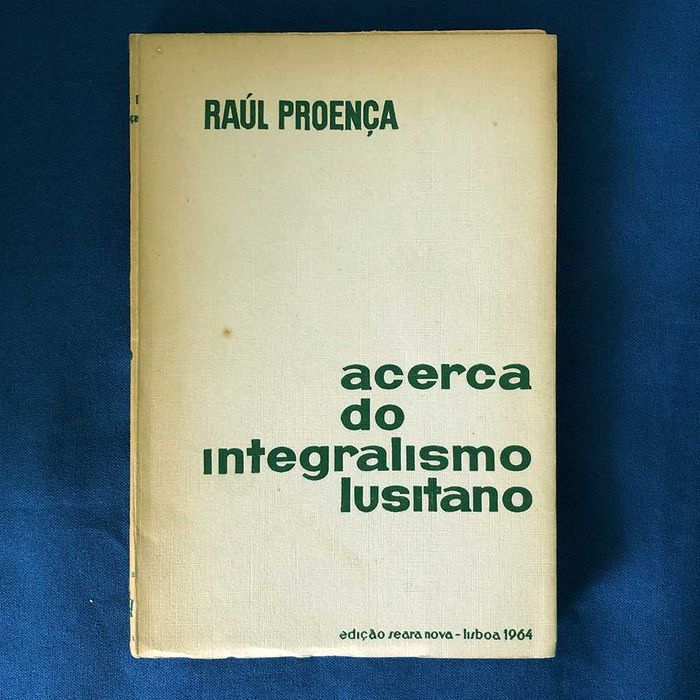 RAÚL PROENÇA
acerca
do
integralismo
lusitano
edição seara nova - lisboa 1964